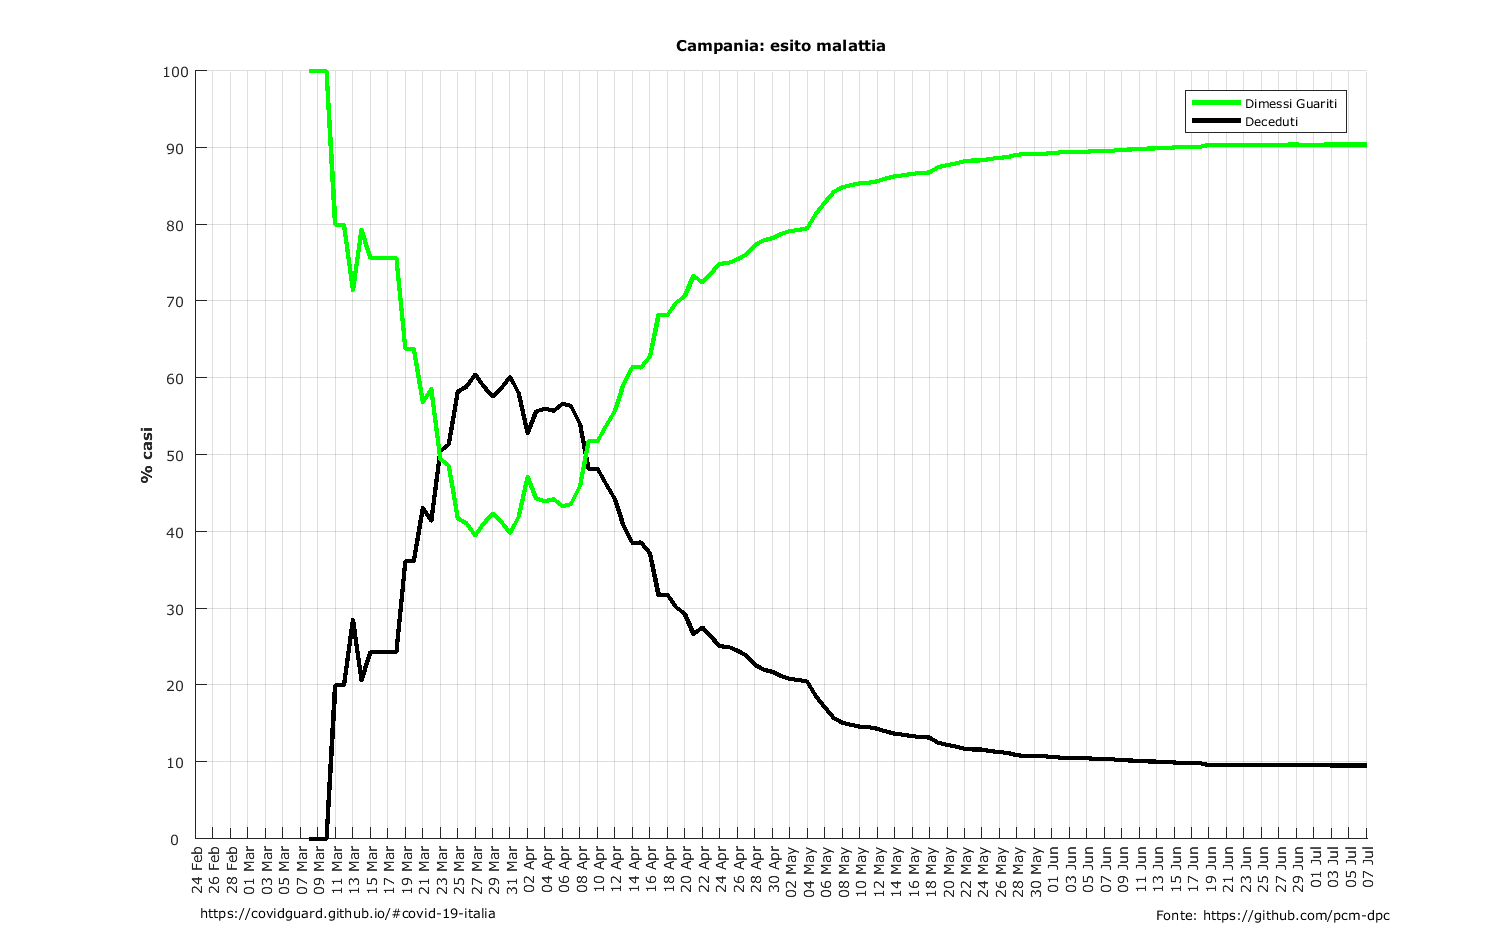 Campania: esito malattia
Dimessi Guariti
Deceduti
% casi
100
90
80
70
60
50
40
30
20
10
0
24 Feb
26 Feb
28 Feb
01 Mar
03 Mar
05 Mar
07 Mar
09 Mar
11 Mar
13 Mar
15 Mar
17 Mar
19 Mar
21 Mar
23 Mar
25 Mar
27 Mar
29 Mar
31 Mar
02 Apr
04 Apr
06 Apr
08 Apr
10 Apr
12 Apr
14 Apr
16 Apr
18 Apr
20 Apr
22 Apr
24 Apr
26 Apr
28 Apr
30 Apr
02 May
04 May
06 May
08 May
10 May
12 May
14 May
16 May
18 May
20 May
22 May
24 May
26 May
28 May
30 May
01 Jun
03 Jun
05 Jun
07 Jun
09 Jun
11 Jun
13 Jun
15 Jun
17 Jun
19 Jun
21 Jun
23 Jun
25 Jun
27 Jun
29 Jun
01 Jul
03 Jul
05 Jul
07 Jul
https://covidguard.github.io/#covid-19-italia
Fonte: https://github.com/pcm-dpc